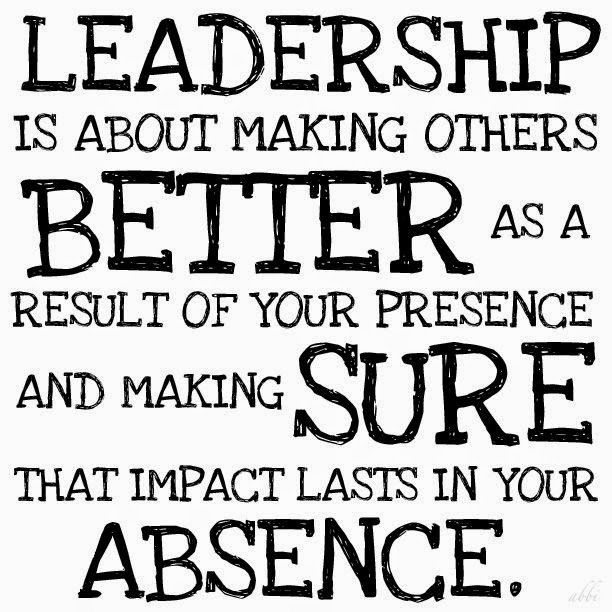 LEADERSHIP
IS ABOUT MAKING OTHERS
BETTER AS A
RESULT OF YOUR PRESENCE
AND MAKING SURE
THAT IMPACT LASTS IN YOUR
ABSENCE.
abbi